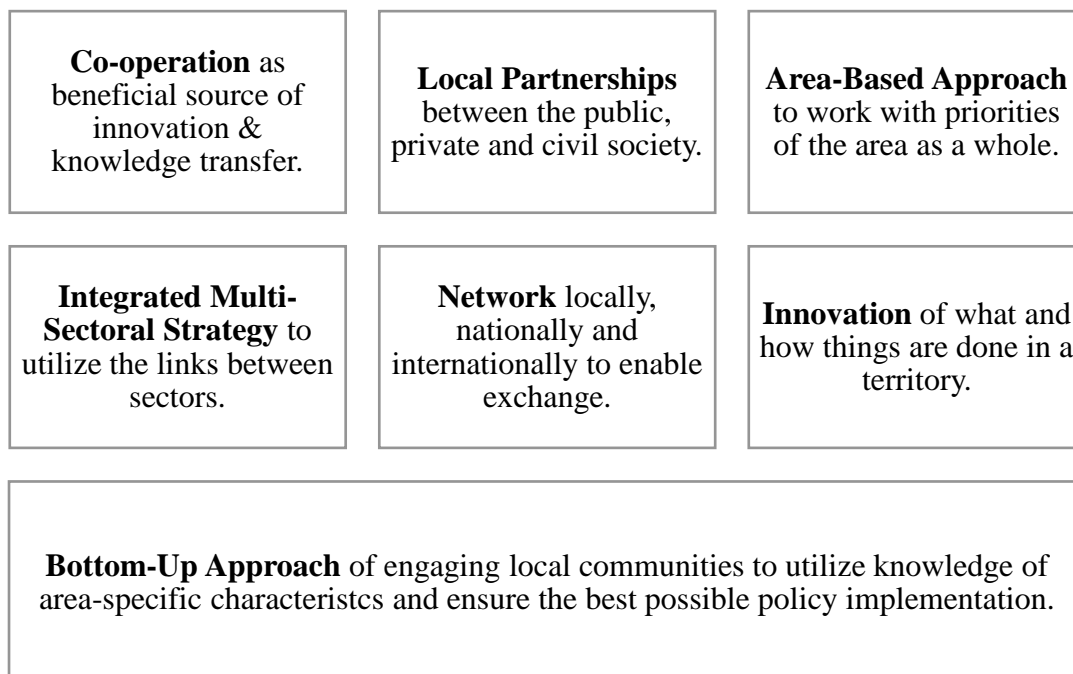 Co-operation as
beneficial source of
innovation &
knowledge transfer.
Local Partnerships
between the public,
private and civil society.
Area-Based Approach
to work with priorities
of the area as a whole.
Integrated Multi-
Sectoral Strategy to
utilize the links between
sectors.
Network locally,
nationally and
internationally to enable
exchange.
Innovation of what and
how things are done in a
territory.
Bottom-Up Approach of engaging local communities to utilize knowledge of
area-specific characteristcs and ensure the best possible policy implementation.